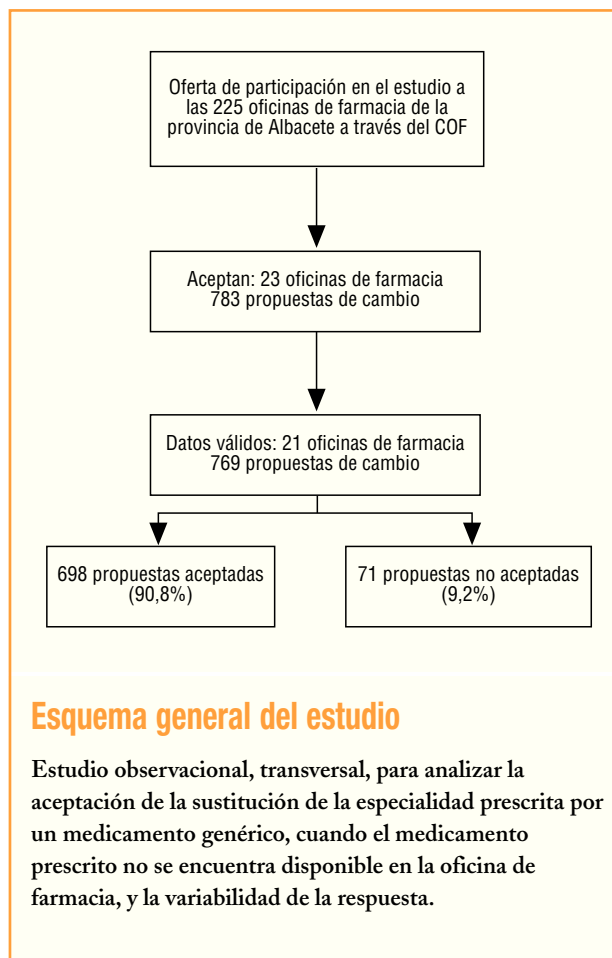 Oferta de participación en el estudio a
las 225 oficinas de farmacia de la
provincia de Albacete a través del COF
Aceptan: 23 oficinas de farmacia
783 propuestas de cambio
Datos válidos: 21 oficinas de farmacia
769 propuestas de cambio
698 propuestas aceptadas
(90,8%)
71 propuestas no aceptadas
(9,2%)
Esquema general del estudio
Estudio observacional, transversal, para analizar la
aceptación de la sustitución de la especialidad prescrita por
un medicamento genérico, cuando el medicamento
prescrito no se encuentra disponible en la oficina de
farmacia, y la variabilidad de la respuesta.